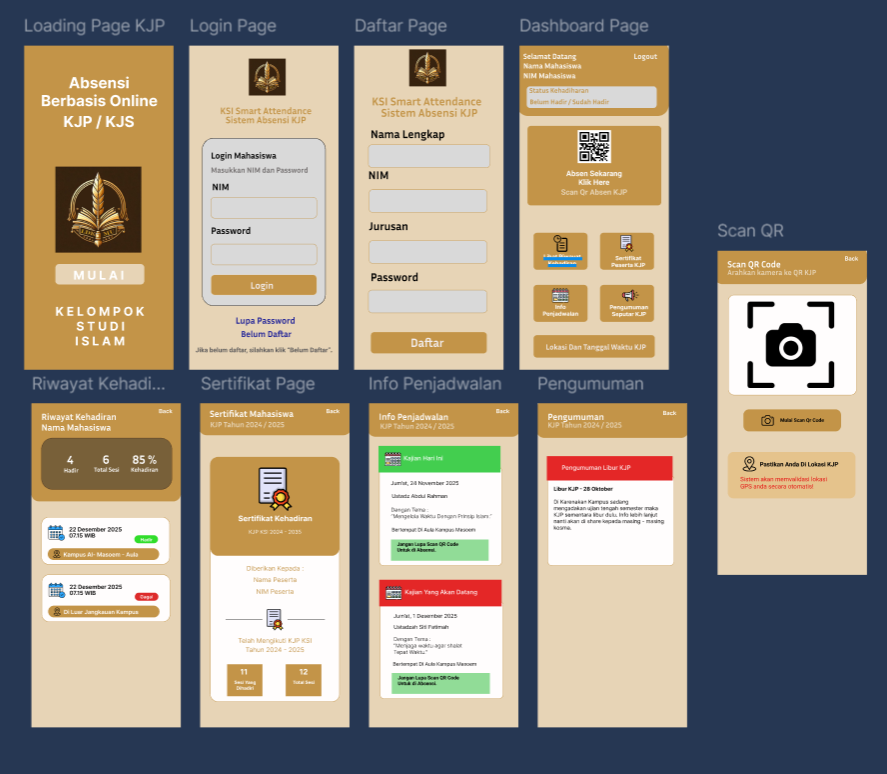 Loading Page KJP
Absensi
Berbasis Online
KJP / KJS
MULAI
KELOMPOK
STUDI
ISLAM
Login Page
KSI Smart Attendance
Sistem Absensi KJP
Login Mahasiswa
Masukkan NIM dan Password
NIM
Password
Login
Lupa Password
Belum Daftar
Jika belum daftar, silahkan klik "Belum Daftar".
Daftar Page
KSI Smart Attendance
Sistem Absensi KJP
Nama Lengkap
NIM
Jurusan
Password
Daftar
Dashboard Page
Selamat Datang
Logout
Nama Mahasiswa
NIM Mahasiswa
Status Kehadiharan
Belum Hadir / Sudah Hadir
Absen Sekarang
Klik Here
Scan Qr Absen KJP
Lihat Riwayat
Kehadiran
Sertifikat
Peserta KJP
Info
Penjadwalan
Pengumuman
Seputar KJP
Lokasi Dan Tanggal Waktu KJP
Scan QR
Scan QR Code
Back
Arahkan kamera ke QR KJP
Mulai Scan Qr Code
Pastikan Anda Di Lokasi KJP
Sistem akan memvalidasi lokasi
GPS anda secara otomatis!
Riwayat Kehadi...
Riwayat Kehadiran
Back
Nama Mahasiswa
4
6
85 %
Hadir
Total Sesi
Kehadiran
22 Desember 2025
07.15 WIB
Hadir
Kampus Al- Masoem - Aula
22 Desember 2025
07.15 WIB
Gagal
Di Luar Jangkauan Kampus
Sertifikat Page
Sertifikat Mahasiswa
Back
KJP Tahun 2024 / 2025
Sertifikat Kehadiran
KJP KSI 2024 - 2025
Diberikan Kepada :
Nama Peserta
NIM Peserta
Telah Mengikuti KJP KSI
Tahun 2024 - 2025
11
Sesi Yang
Dihadiri
12
Total Sesi
Info Penjadwalan
Info Penjadwalan
Back
KJP Tahun 2024 / 2025
Kajian Hari Ini
Jum'at, 24 November 2025
Ustadz Abdul Rahman
Dengan Tema :
"Mengelola Waktu Dengan Prinsip Islam"
Bertempat Di Aula Kampus Masoem
Jangan Lupa Scan QR Code
Untuk di Absensi.
Kajian Yang Akan Datang
Jum'at, 1 Desember 2025
Ustadzah Siti Fatimah
Dengan Tema :
"Menjaga waktu agar shalat
Tepat Waktu"
Bertempat Di Aula Kampus Masoem
Jangan Lupa Scan QR Code
Untuk di Absensi.
Pengumuman
Pengumuman
Back
KJP Tahun 2024 / 2025
Pengumuman Libur KJP
Libur KJP - 28 Oktober
Di Karenakan Kampus sedang
mengadakan ujian tengah semester maka
KJP sementara libur dulu. Info lebih lanjut
nanti akan di share kepada masing - masing
kosma.